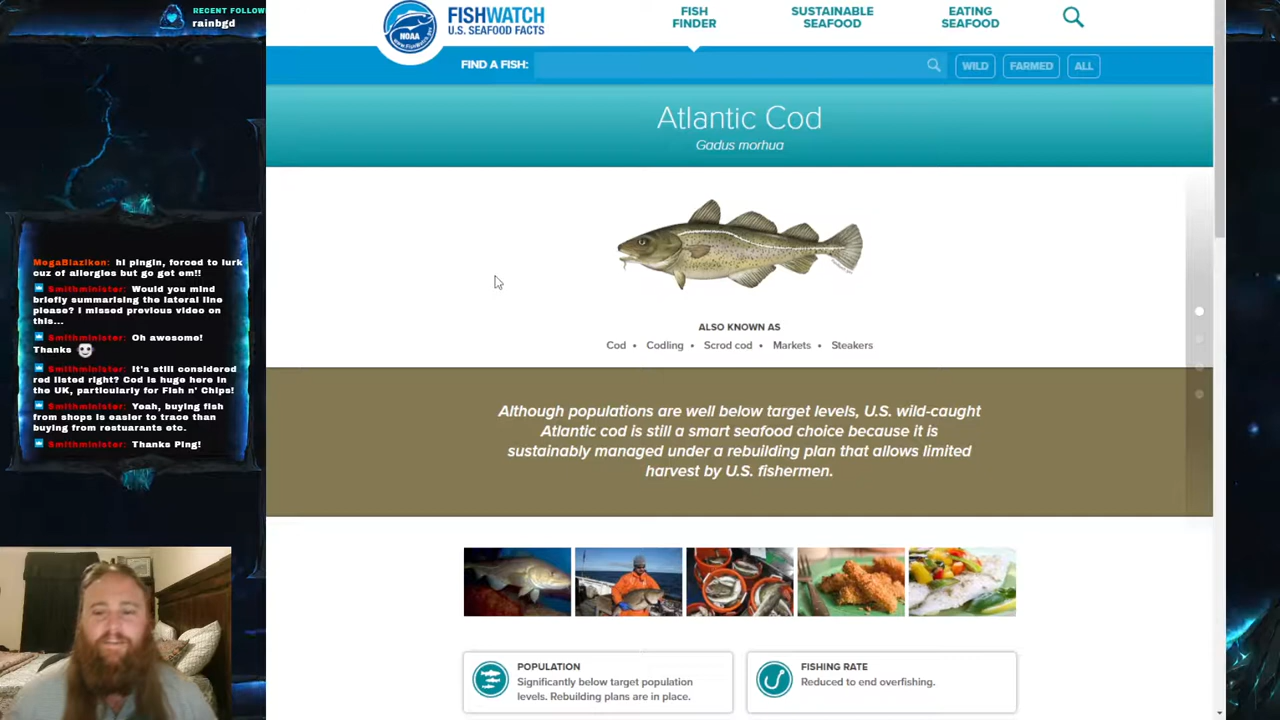 RECENT FOLLOW
rainbgd
NOAA
FISHWATCH
U.S. SEAFOOD FACTS
FISH
FINDER
SUSTAINABLE
SEAFOOD
EATING
SEAFOOD
FIND A FISH:
WILD
FARMED
ALL
Atlantic Cod
Gadus morhua
ALSO KNOWN AS
Cod • Codling • Scrod cod • Markets • Steakers
Although populations are well below target levels, U.S. wild-caught
Atlantic cod is still a smart seafood choice because it is
sustainably managed under a rebuilding plan that allows limited
harvest by U.S. fishermen.
POPULATION
Significantly below target population
levels. Rebuilding plans are in place.
FISHING RATE
Reduced to end overfishing.
MegaBlaziken: hi pingin, forced to lurk
cuz of allergies but go get em!!
Smithminister: Would you mind
briefly summarising the lateral line
please? I missed previous video on
this...
Smithminister: Oh awesome!
Thanks
Smithminister: It's still considered
red listed right? Cod is huge here in
the UK, particularly for Fish n' Chips!
Smithminister: Yeah, buying fish
from shops is easier to trace than
buying from restuarants etc.
Smithminister: Thanks Ping!